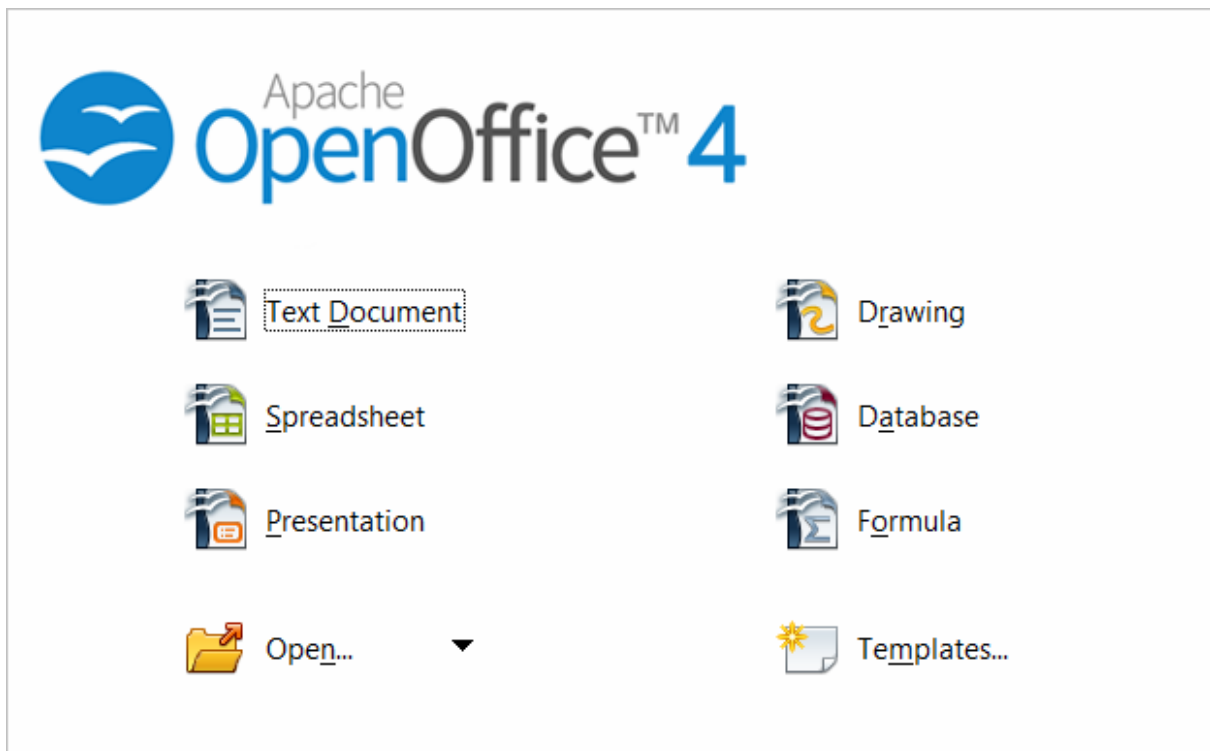 Apache
OpenOffice™ 4
Text Document
Drawing
Spreadsheet
Database
Presentation
Formula
Open...
Templates...